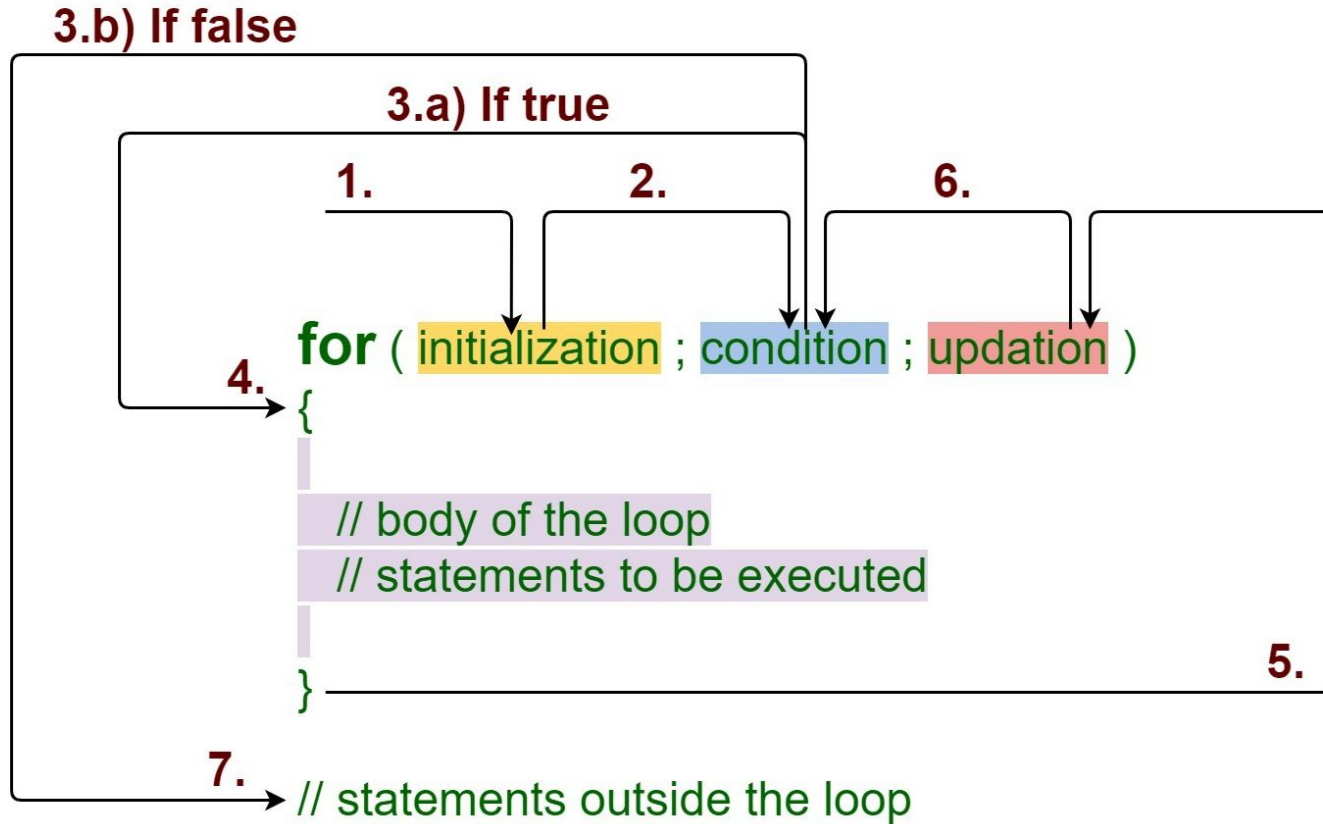 3.b) If false
3.a) If true
1.
2.
6.
for ( initialization ; condition ; updation )
4.
{
// body of the loop
// statements to be executed
5.
}
7.
// statements outside the loop